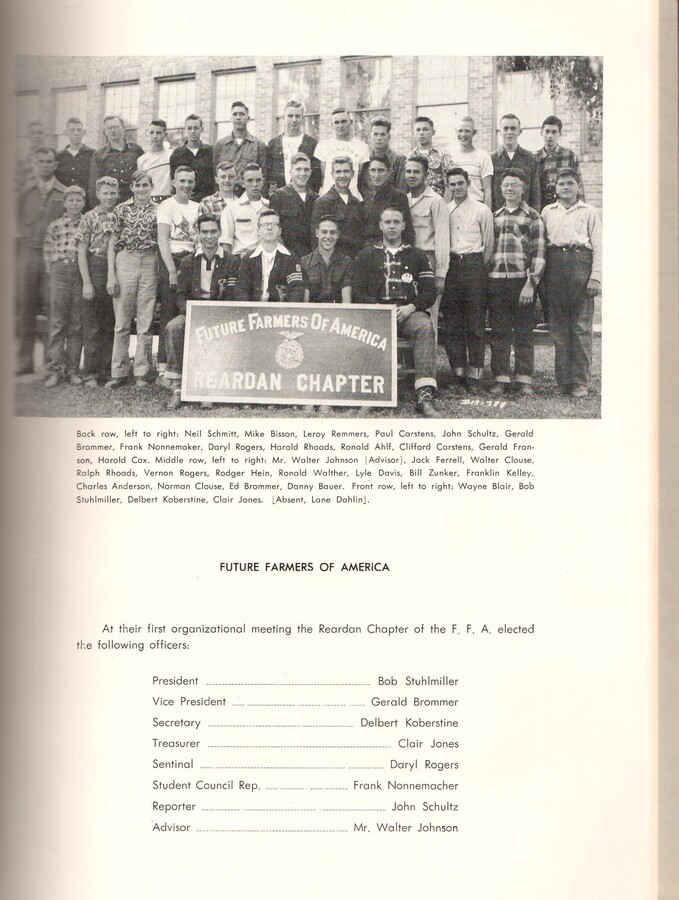 FUTURE FARMERS OF AMERICA
REARDAN CHAPTER
Back row, left to right: Neil Schmitt, Mike Bisson, Leroy Remmers, Paul Carstens, John Schultz, Gerald
Brommer, Frank Nonnemaker, Daryl Rogers, Harold Rhoads, Ronald Ahlf, Clifford Carstens, Gerald Fran-
son, Harold Cox. Middle row, left to right: Mr. Walter Johnson [Advisor], Jack Ferrell, Walter Clouse,
Ralph Rhoads, Vernon Rogers, Rodger Hein, Ronald Walther, Lyle Davis, Bill Zunker, Franklin Kelley,
Charles Anderson, Norman Clouse, Ed Brommer, Danny Bauer. Front row, left to right: Wayne Blair, Bob
Stuhlmiller, Delbert Koberstine, Clair Jones. [Absent, Lane Dahlin].
FUTURE FARMERS OF AMERICA
At their first organizational meeting the Reardan Chapter of the F. F. A. elected
the following officers:
President Bob Stuhlmiller
Vice President Gerald Brommer
Secretary Delbert Koberstine
Treasurer Clair Jones
Sentinal Daryl Rogers
Student Council Rep. Frank Nonnemacher
Reporter John Schultz
Advisor Mr. Walter Johnson